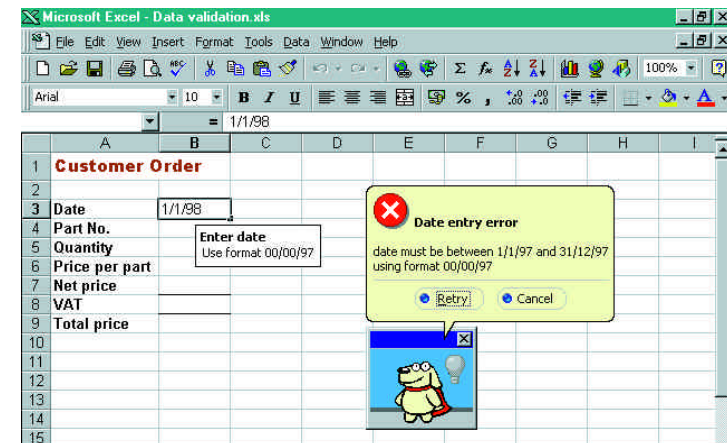 Microsoft Excel - Data validation.xls
File Edit View Insert Format Tools Data Window Help
ABC Σ fx 100%
Arial 10 B I U % ,
= 1/1/98
A B C D E F G H I
1 Customer Order
2
3 Date 1/1/98
4 Part No.
5 Quantity
6 Price per part
7 Net price
8 VAT
9 Total price
10
11
12
13
14
15
Enter date
Use format 00/00/97
Date entry error
date must be between 1/1/97 and 31/12/97
using format 00/00/97
Retry Cancel